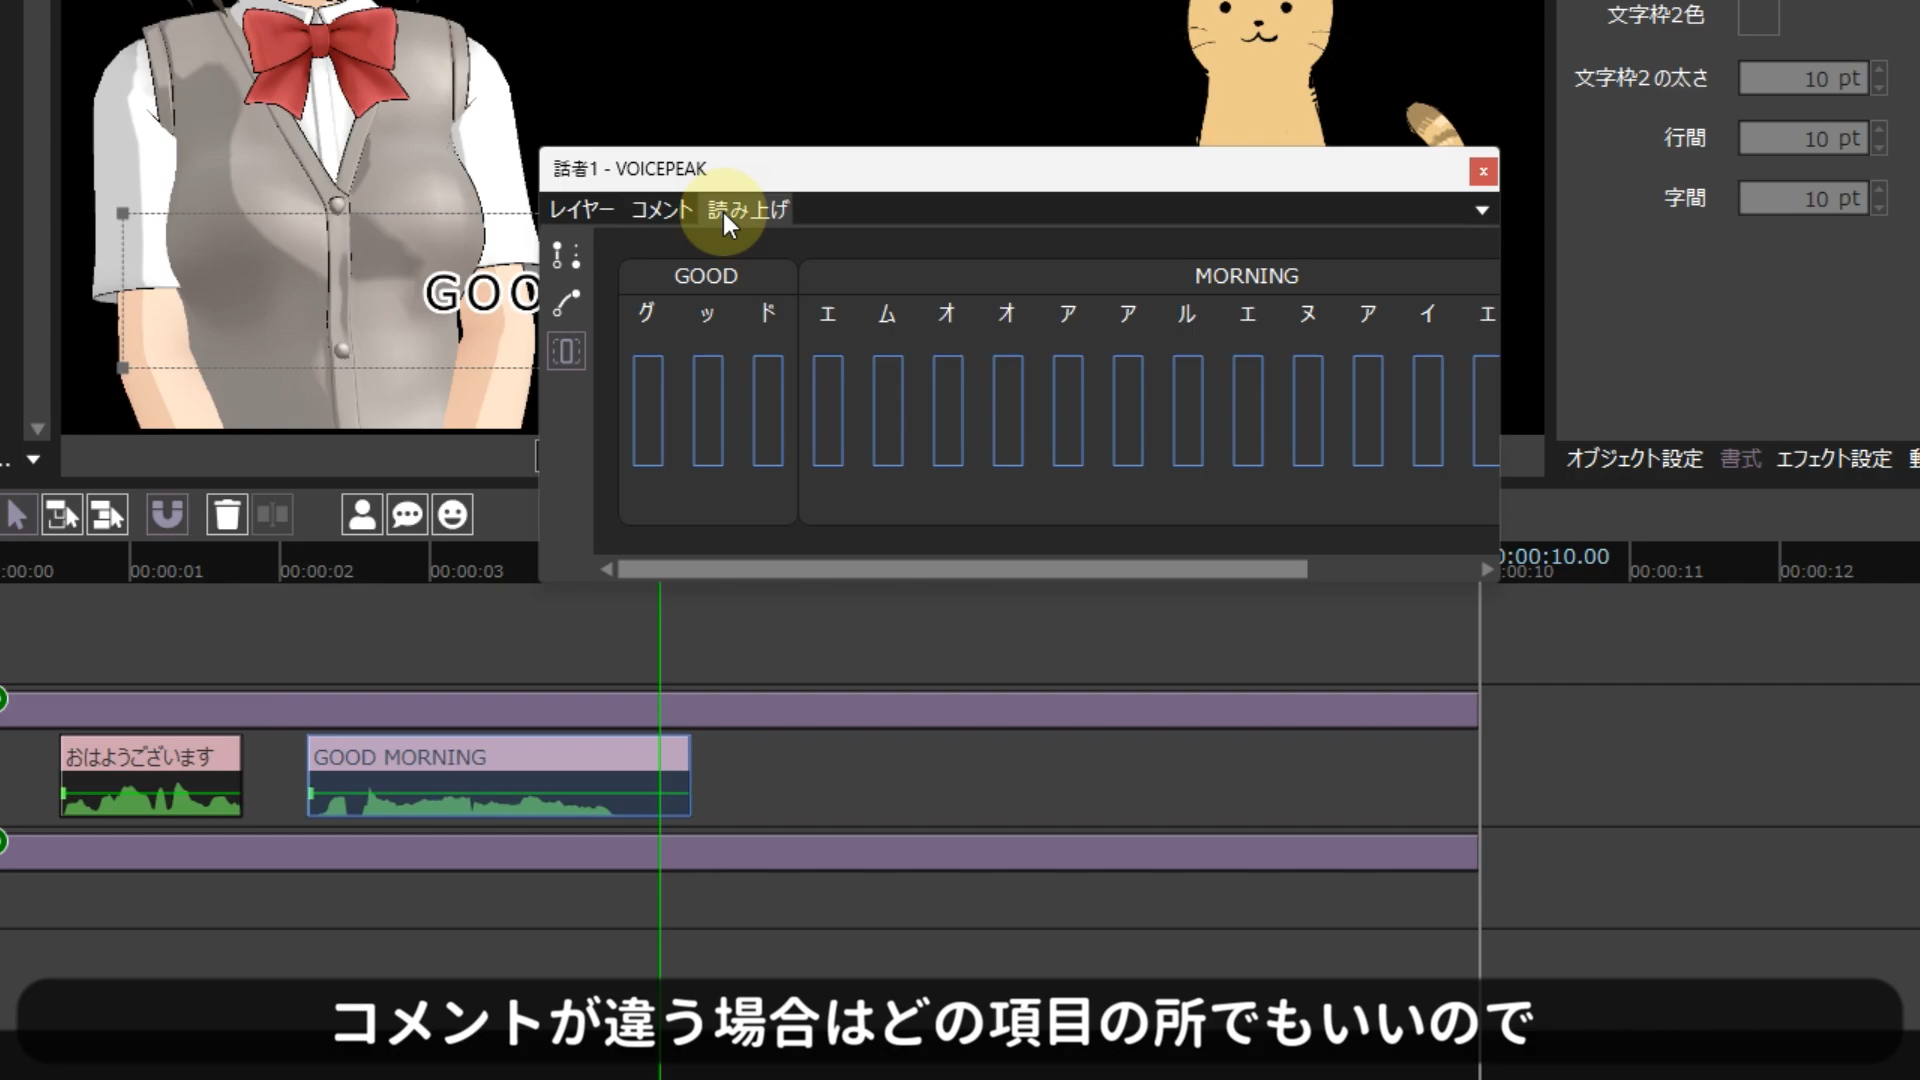 文字枠2色
文字枠2の太さ 10 pt
行間 10 pt
字間 10 pt
話者1 - VOICEPEAK
x
レイヤー コメント 読み上げ
GOOD MORNING
グ ッ ド エ ム オ オ ア ア ル エ ヌ ア イ エ
GOO
オブジェクト設定 書式 エフェクト設定
:00:00 00:00:01 00:00:02 00:00:03 :00:10 00:00:11 00:00:12
0:00:10.00
おはようございます GOOD MORNING
コメントが違う場合はどの項目の所でもいいので